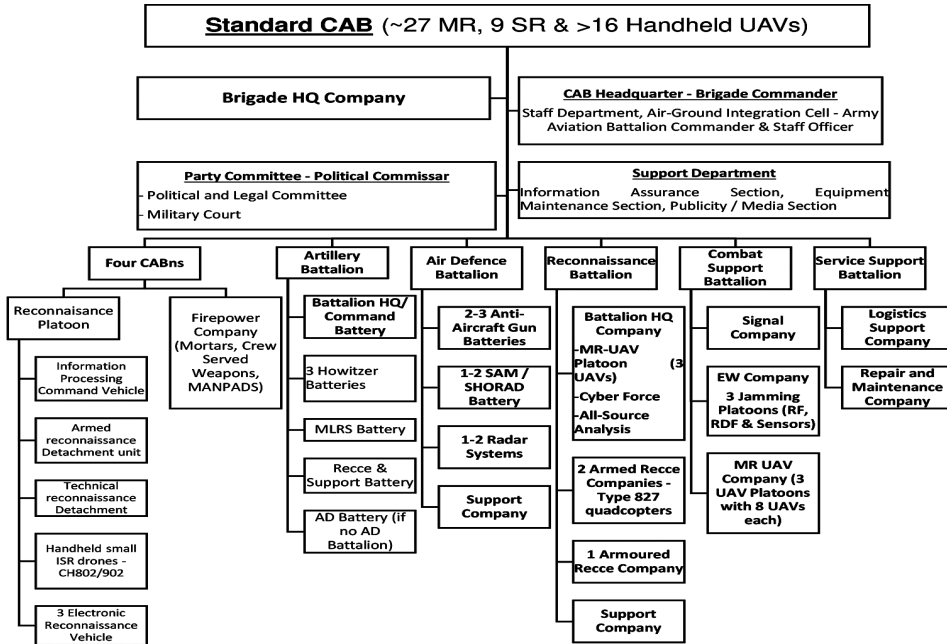 Standard CAB (~27 MR, 9 SR & >16 Handheld UAVs)
Brigade HQ Company
CAB Headquarter - Brigade Commander
Staff Department, Air-Ground Integration Cell - Army
Aviation Battalion Commander & Staff Officer
Party Committee - Political Commissar
- Political and Legal Committee
- Military Court
Support Department
Information Assurance Section, Equipment
Maintenance Section, Publicity / Media Section
Four CABns
Reconnaisance
Platoon
Information
Processing
Command Vehicle
Armed
reconnaissance
Detachment unit
Technical
reconnaissance
Detachment
Handheld small
ISR drones -
CH802/902
3 Electronic
Reconnaissance
Vehicle
Firepower
Company
(Mortars, Crew
Served
Weapons,
MANPADS)
Artillery
Battalion
Battalion HQ/
Command
Battery
3 Howitzer
Batteries
MLRS Battery
Recce &
Support Battery
AD Battery (if
no AD
Battalion)
Air Defence
Battalion
2-3 Anti-
Aircraft Gun
Batteries
1-2 SAM /
SHORAD
Battery
1-2 Radar
Systems
Support
Company
Reconnaissance
Battalion
Battalion HQ
Company
-MR-UAV
Platoon (3
UAVs)
-Cyber Force
-All-Source
Analysis
2 Armed Recce
Companies -
Type 827
quadcopters
1 Armoured
Recce Company
Support
Company
Combat
Support
Battalion
Signal
Company
EW Company
3 Jamming
Platoons (RF,
RDF & Sensors)
MR UAV
Company (3
UAV Platoons
with 8 UAVs
each)
Service Support
Battalion
Logistics
Support
Company
Repair and
Maintenance
Company